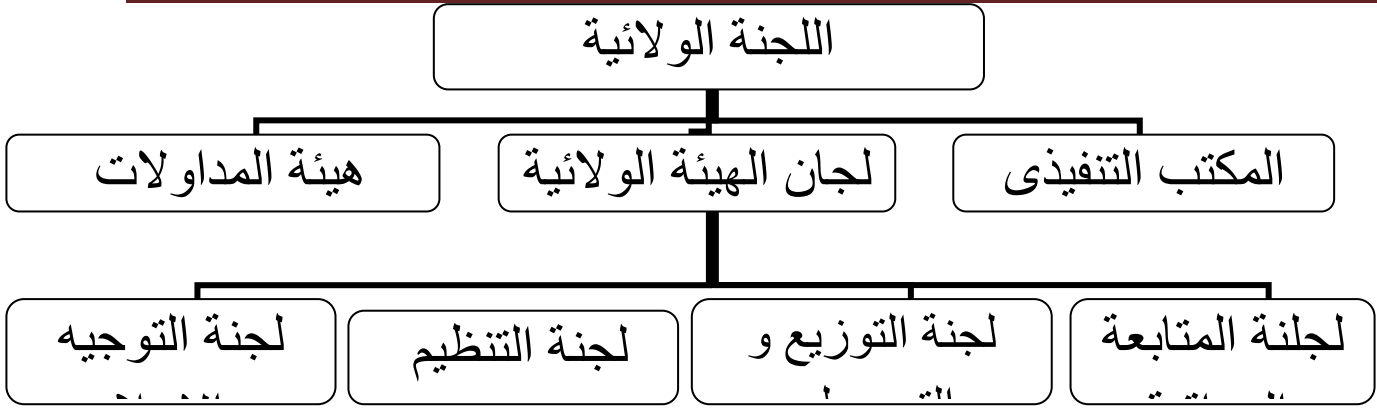 اللجنة الولائية
المكتب التنفيذى
لجان الهيئة الولائية
هيئة المداولات
لجلنة المتابعة
لجنة التوزيع و
لجنة التنظيم
لجنة التوجيه